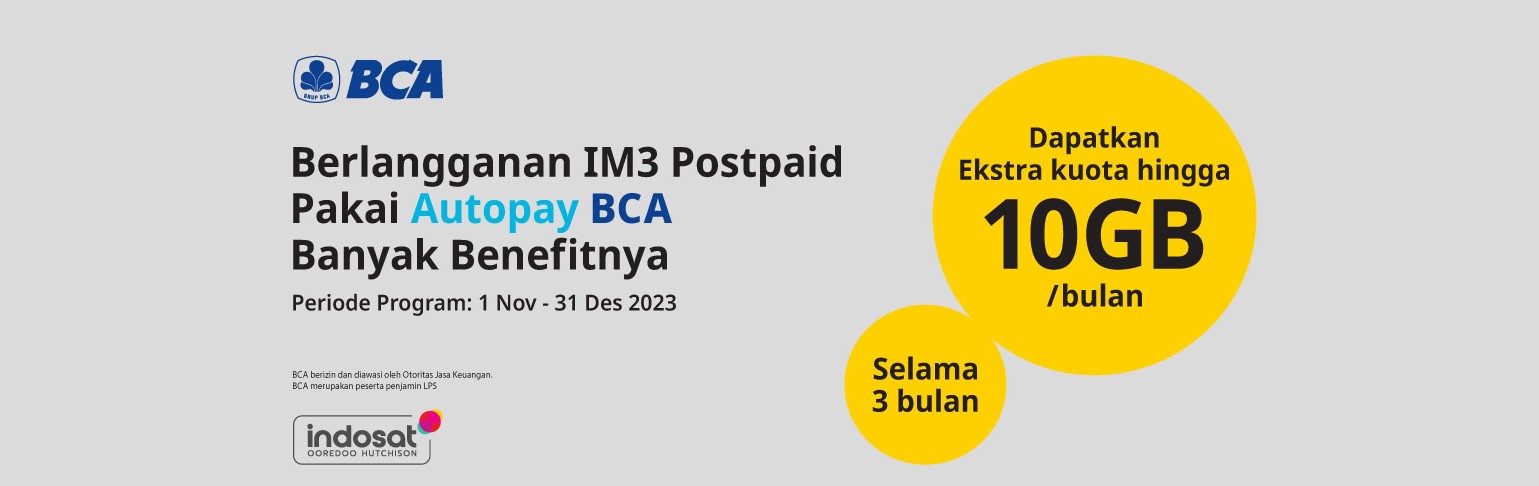 GRUP BCA
BCA
Berlangganan IM3 Postpaid
Pakai Autopay BCA
Banyak Benefitnya
Periode Program: 1 Nov - 31 Des 2023
BCA berizin dan diawasi oleh Otoritas Jasa Keuangan.
BCA merupakan peserta penjamin LPS
indosat
OOREDOO HUTCHISON
Dapatkan
Ekstra kuota hingga
10GB
/bulan
Selama
3 bulan